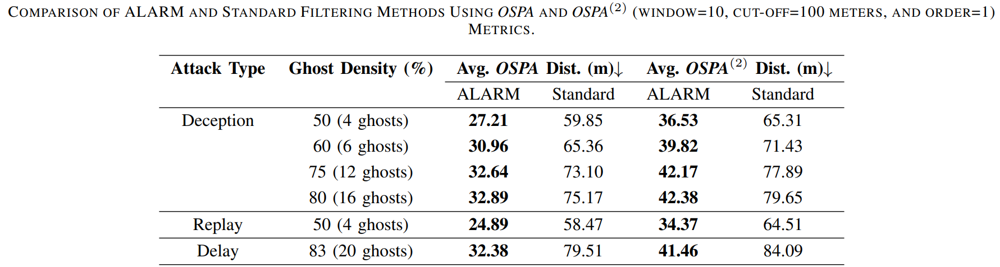 COMPARISON OF ALARM AND STANDARD FILTERING METHODS USING OSPA AND OSPA(2) (WINDOW=10, CUT-OFF=100 METERS, AND ORDER=1)
METRICS.
Attack Type Ghost Density (%) Avg. OSPA Dist. (m)↓ Avg. OSPA(2) Dist. (m)↓
ALARM Standard ALARM Standard
Deception 50 (4 ghosts) 27.21 59.85 36.53 65.31
60 (6 ghosts) 30.96 65.36 39.82 71.43
75 (12 ghosts) 32.64 73.10 42.17 77.89
80 (16 ghosts) 32.89 75.17 42.38 79.65
Replay 50 (4 ghosts) 24.89 58.47 34.37 64.51
Delay 83 (20 ghosts) 32.38 79.51 41.46 84.09